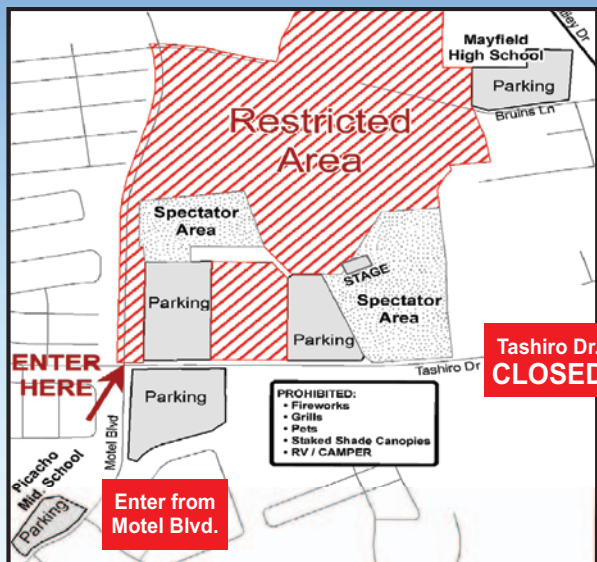 ley Dr
Mayfield
High School
Parking
Bruins Ln
Restricted
Area
Spectator
Area
Parking
STAGE
Spectator
Area
Parking
ENTER
HERE
Tashiro Dr.
CLOSED
Tashiro Dr
Parking
PROHIBITED:
• Fireworks
• Grills
• Pets
• Staked Shade Canopies
• RV / CAMPER
Motel Blvd
Picacho
Mid. School
Parking
Enter from
Motel Blvd.